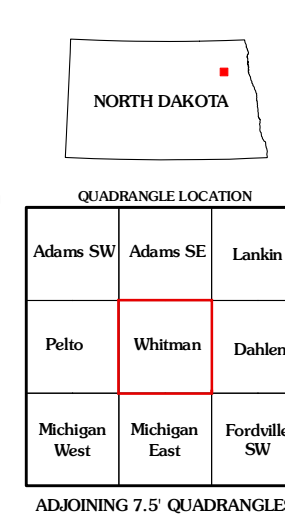 NORTH DAKOTA
QUADRANGLE LOCATION
Adams SW Adams SE Lankin
Pelto Whitman Dahlen
Michigan West Michigan East Fordville SW
ADJOINING 7.5' QUADRANGLES